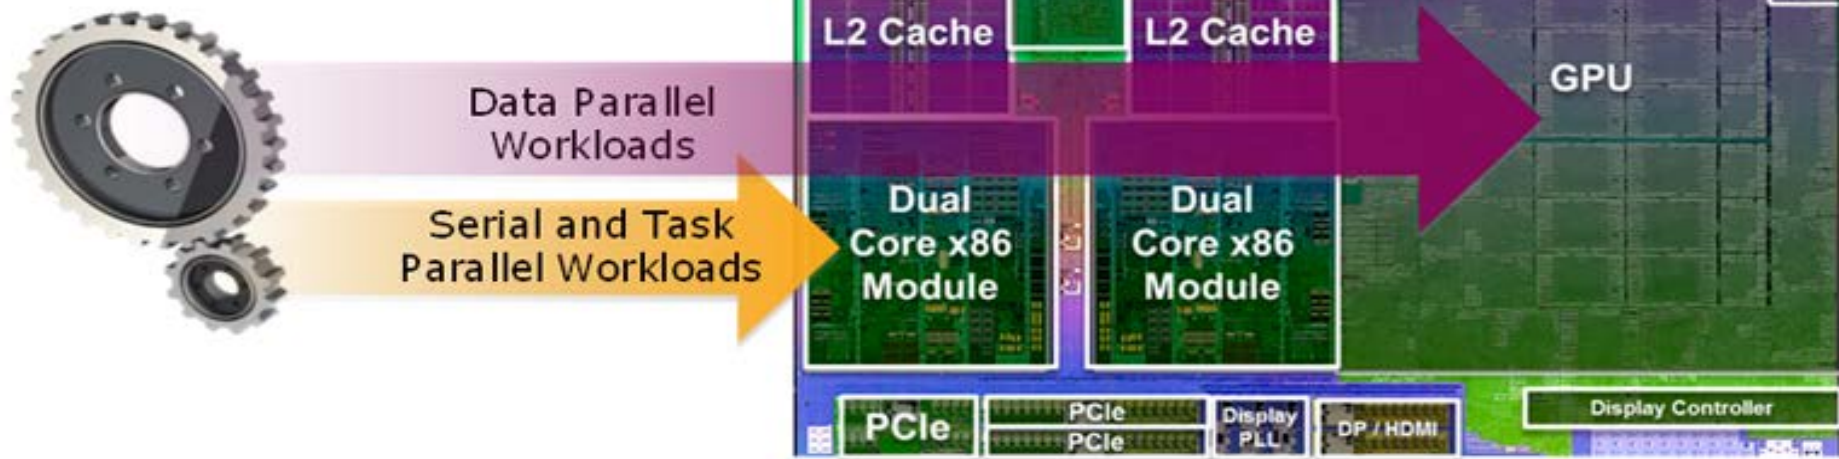 L2 Cache
L2 Cache
GPU
Data Parallel
Workloads
Dual
Core x86
Module
Dual
Core x86
Module
Serial and Task
Parallel Workloads
PCIe
PCIe
PCIe
Display
PLL
DP / HDMI
Display Controller